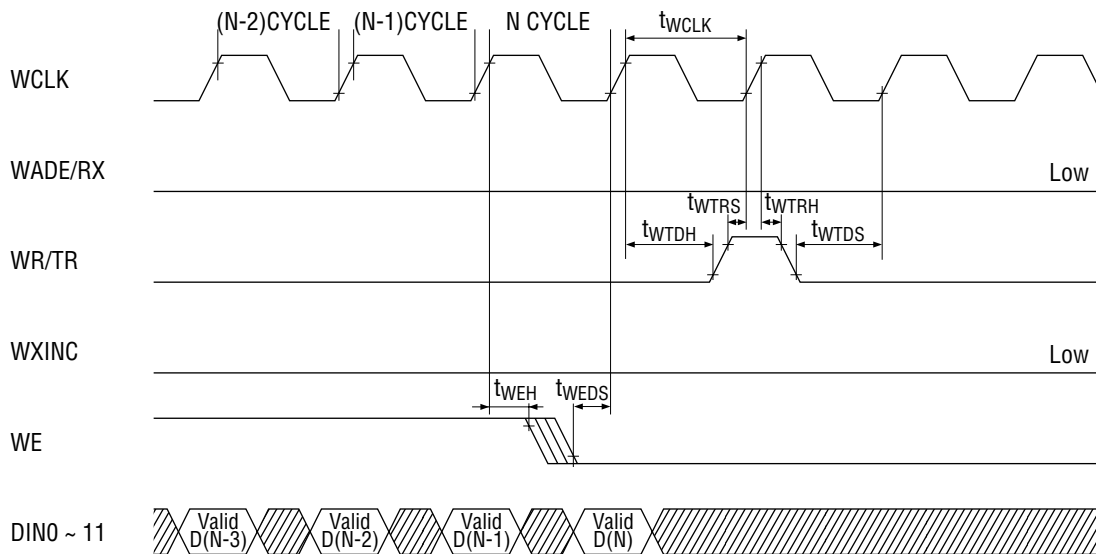 (N-2)CYCLE (N-1)CYCLE N CYCLE tWCLK
WCLK
WADE/RX Low
tWTRS tWTRH
tWTDH tWTDS
WR/TR
WXINC Low
tWEH tWEDS
WE
DIN0 ~ 11 Valid D(N-3) Valid D(N-2) Valid D(N-1) Valid D(N)